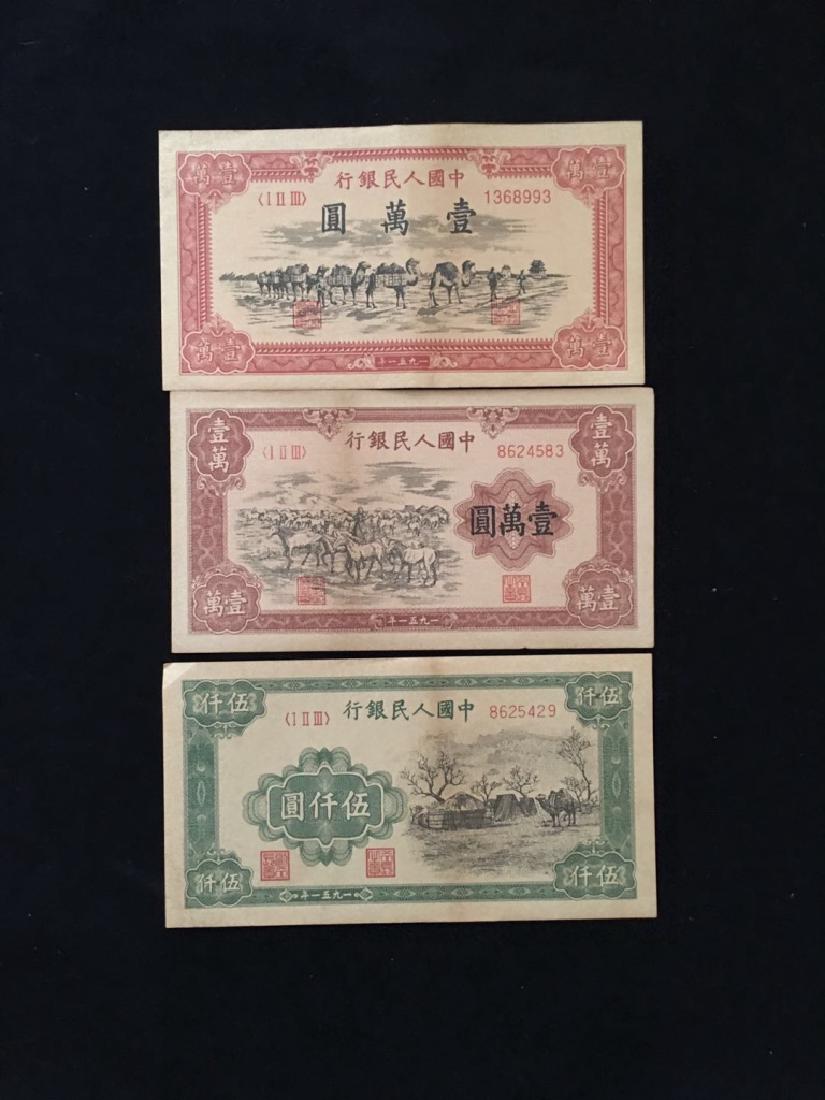 壹萬
壹萬
中國人民銀行
〈I II III〉
1368993
壹萬圓
壹萬
壹萬
一九五一年
壹萬
壹萬
中國人民銀行
〈I II III〉
8624583
壹萬圓
壹萬
壹萬
一九五一年
伍仟
伍仟
中國人民銀行
〈I II III〉
8625429
伍仟圓
伍仟
伍仟
一九五一年